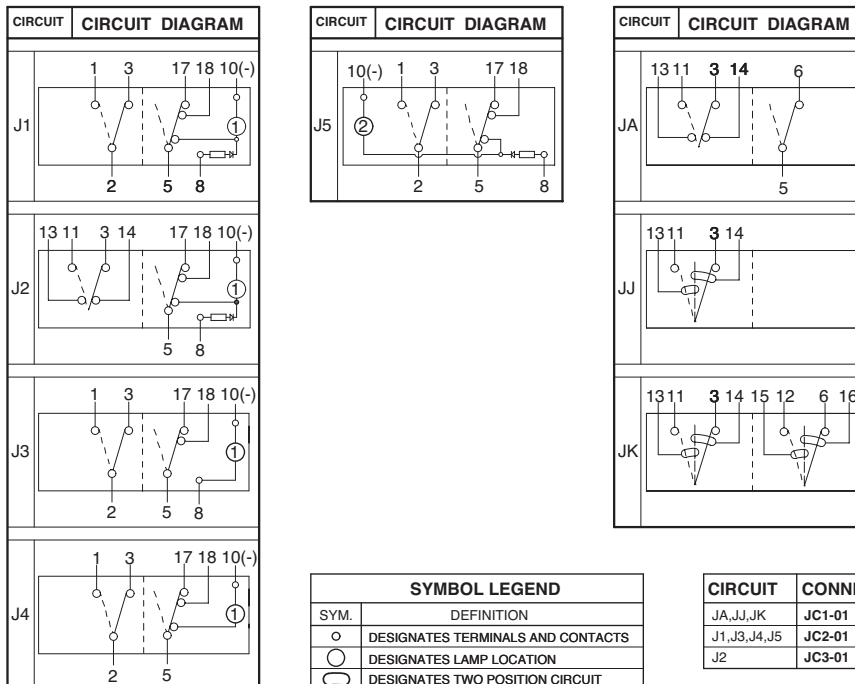 CIRCUIT CIRCUIT DIAGRAM
1 3 17 18 10(-)
J1
1
2 5 8
13 11 3 14 17 18 10(-)
J2
1
5 8
1 3 17 18 10(-)
J3
1
2 5 8
1 3 17 18 10(-)
J4
1
2 5
CIRCUIT CIRCUIT DIAGRAM
10(-) 1 3 17 18
J5
2
2 5 8
CIRCUIT CIRCUIT DIAGRAM
13 11 3 14 6
JA
5
13 11 3 14
JJ
13 11 3 14 15 12 6 16
JK
SYMBOL LEGEND
SYM. DEFINITION
DESIGNATES TERMINALS AND CONTACTS
DESIGNATES LAMP LOCATION
DESIGNATES TWO POSITION CIRCUIT
CIRCUIT
JA,JJ,JK JC1-01
J1,J3,J4,J5 JC2-01
J2 JC3-01